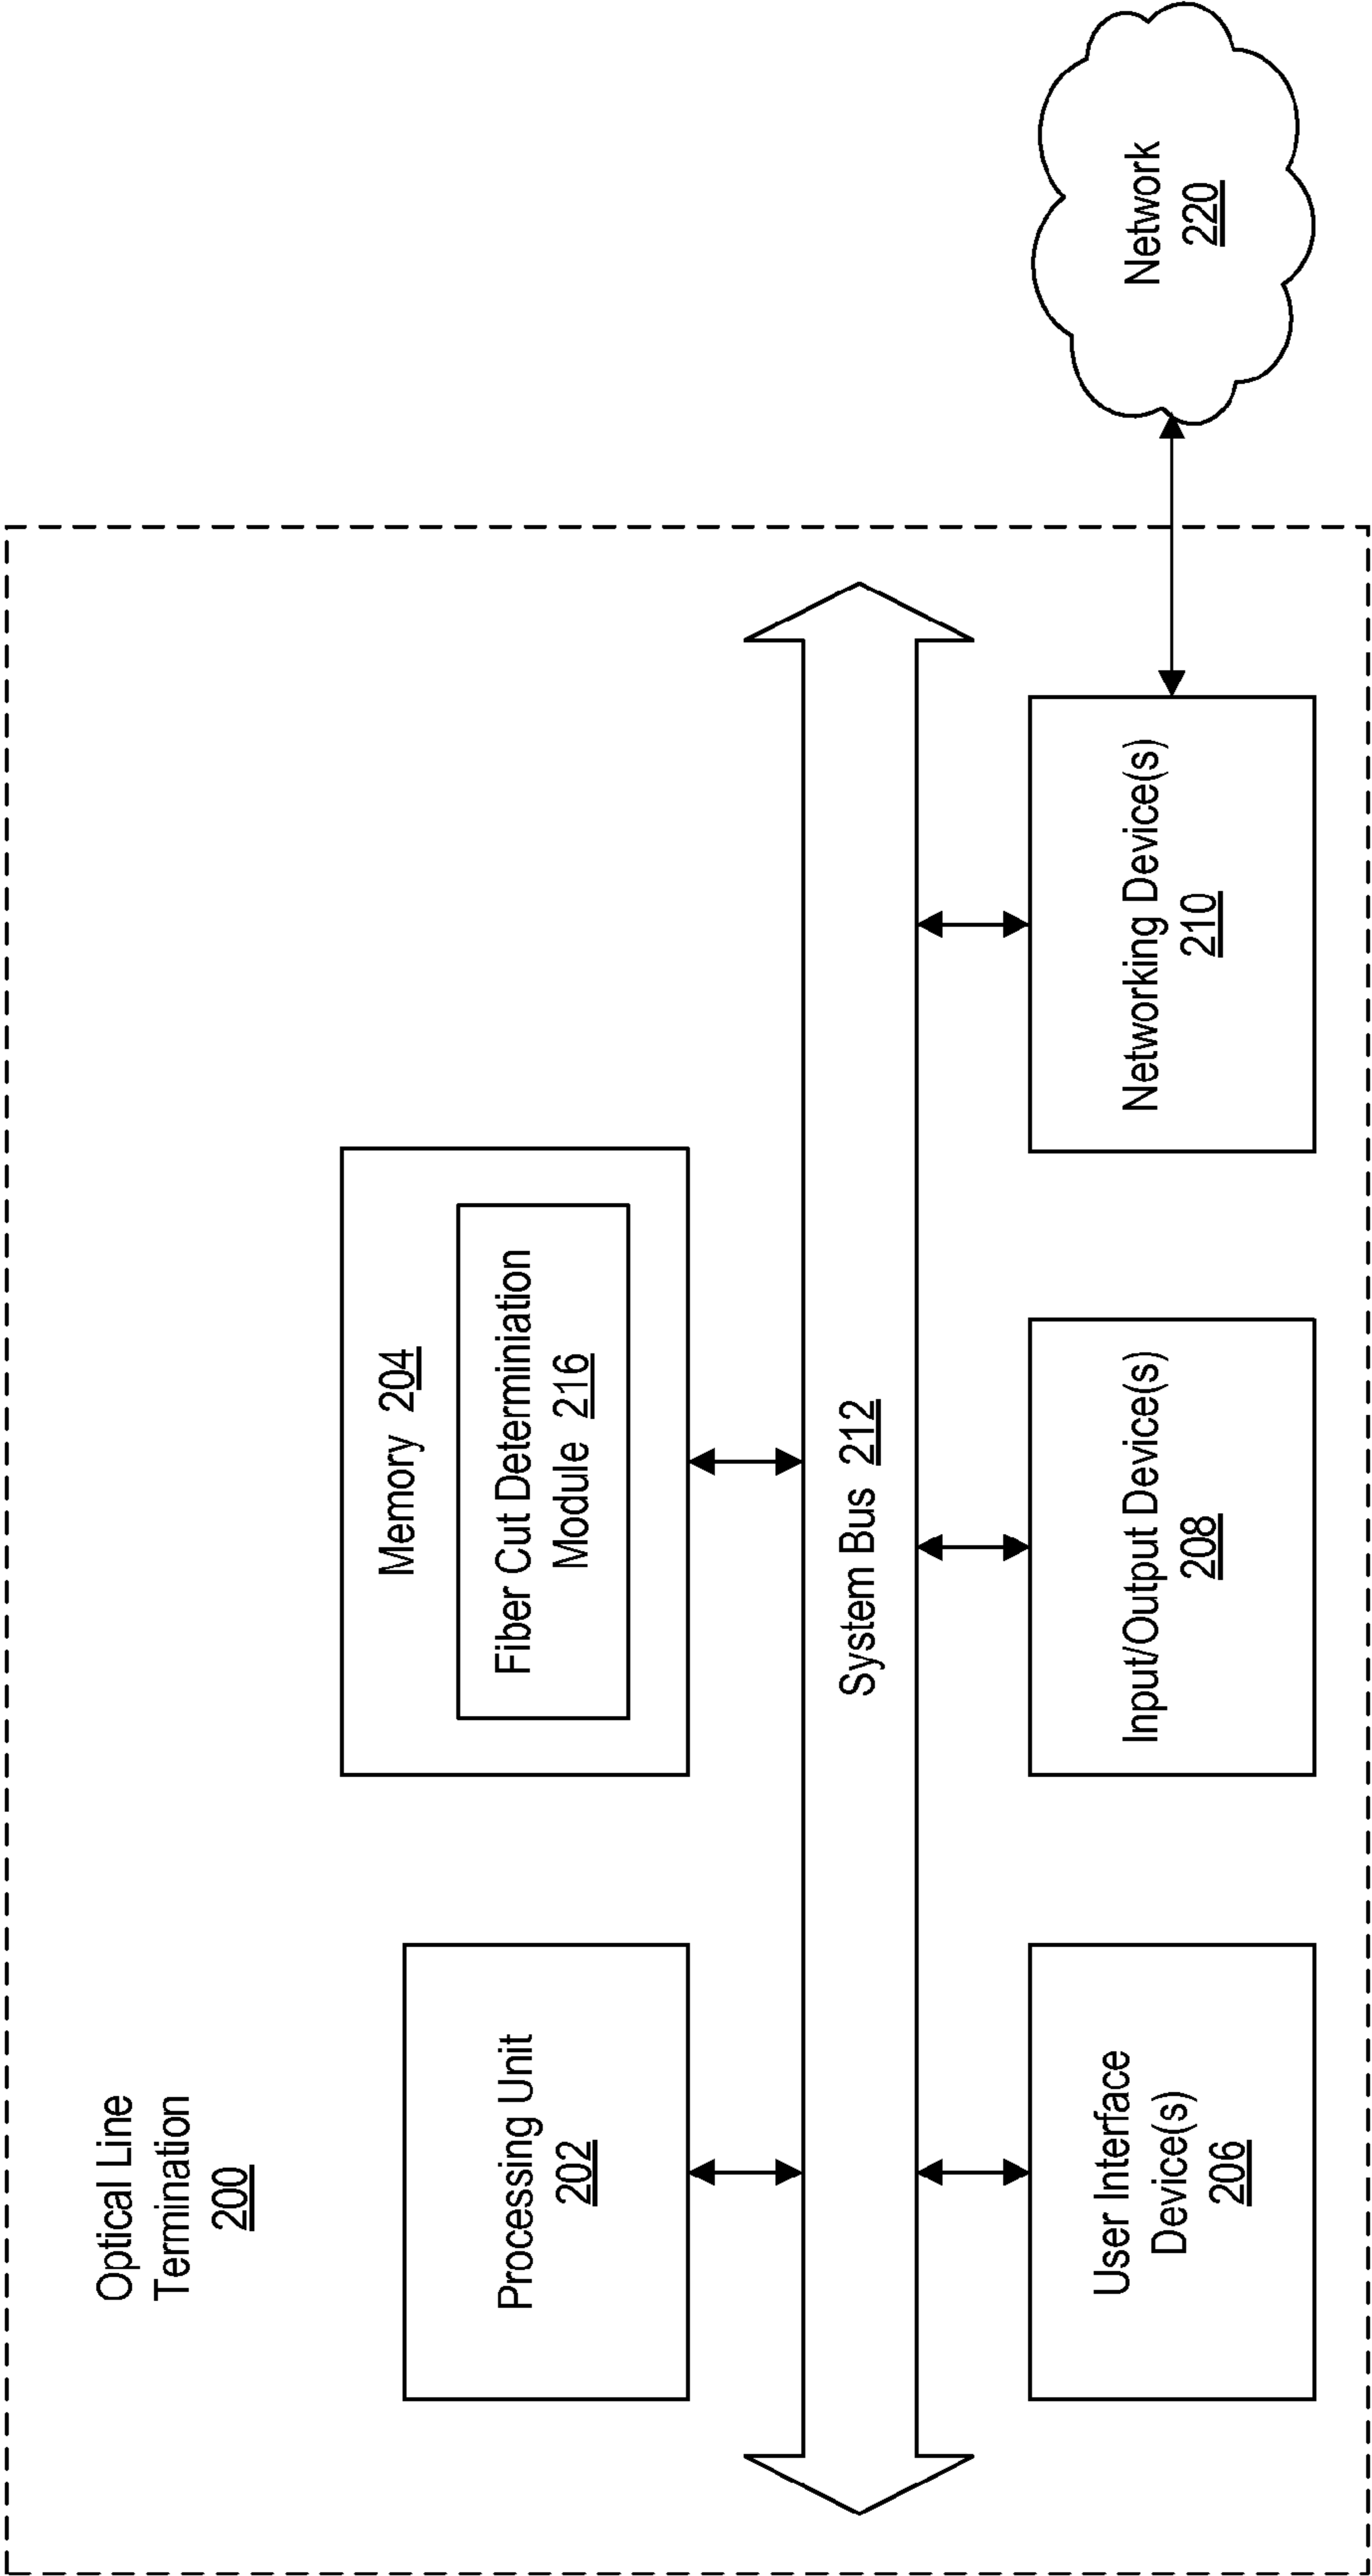 Optical Line
Termination
200
Processing Unit
202
Memory 204
Fiber Cut Determiniation
Module 216
System Bus 212
User Interface
Device(s)
206
Input/Output Device(s)
208
Networking Device(s)
210
Network
220